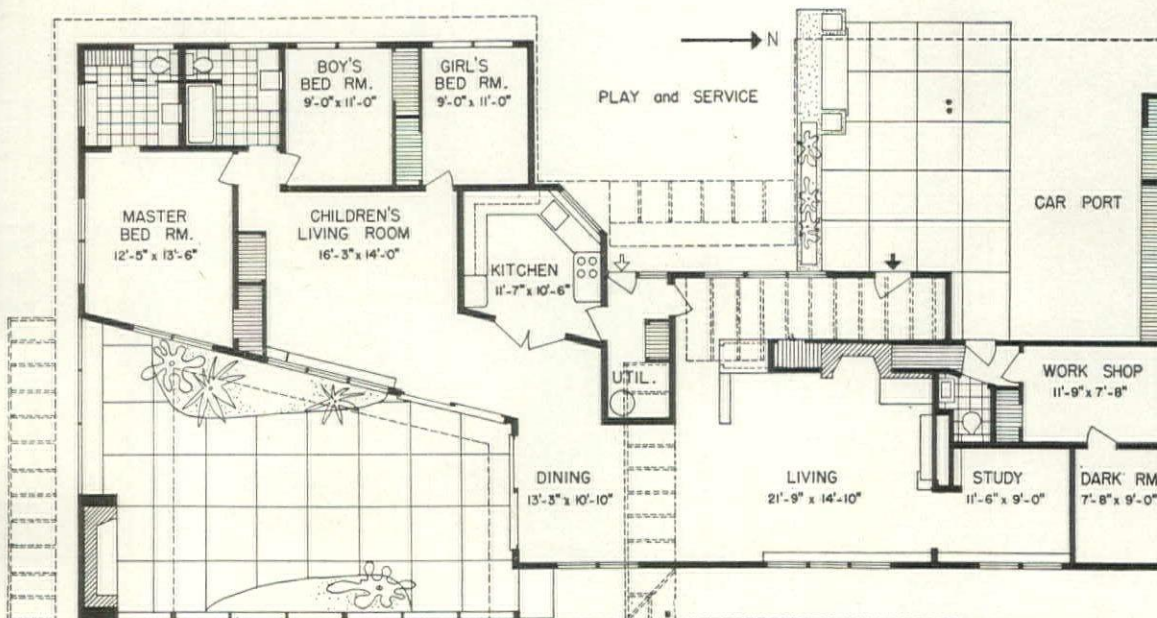 BOY'S
BED RM.
9'-0" x 11'-0"
GIRL'S
BED RM.
9'-0" x 11'-0"
N
PLAY and SERVICE
CAR PORT
MASTER
BED RM.
12'-5" x 13'-6"
CHILDREN'S
LIVING ROOM
16'-3" x 14'-0"
KITCHEN
11'-7" x 10'-6"
UTIL.
WORK SHOP
11'-9" x 7'-8"
DINING
13'-3" x 10'-10"
LIVING
21'-9" x 14'-10"
STUDY
11'-6" x 9'-0"
DARK RM
7'-8" x 9'-0"